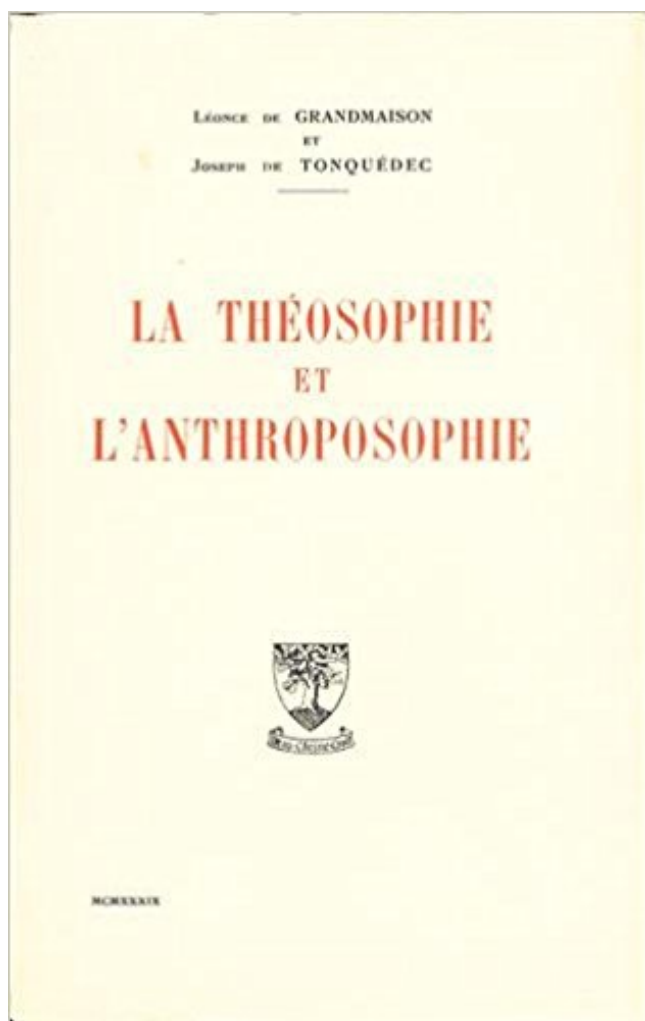 LÉONCE DE GRANDMAISON
ET
JOSEPH DE TONQUÉDEC
LA THÉOSOPHIE
ET
L'ANTHROPOSOPHIE
MCMXXXIX